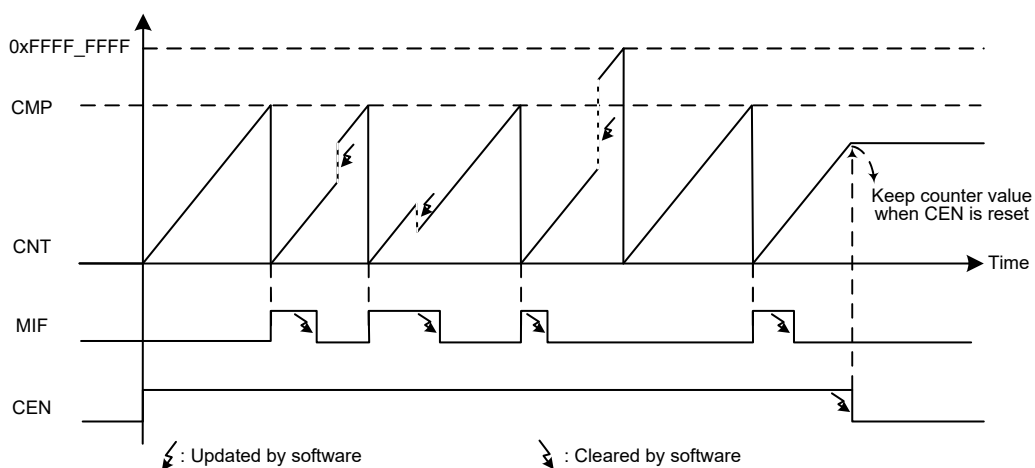 0xFFFF_FFFF
CMP
Keep counter value
when CEN is reset
CNT
Time
MIF
CEN
: Updated by software
: Cleared by software